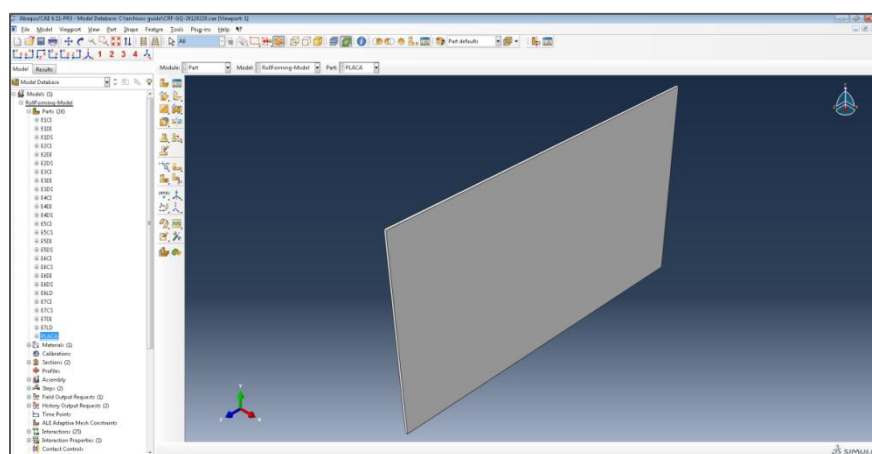 Abaqus/CAE 6.11-PRO - Model Database: C:\archivos guido\CRF-GQ-20120220.cae [Viewport: 1]
File Model Viewport View Part Shape Feature Tools Plug-ins Help
All
Part defaults
1 2 3 4
Model Results
Module: Part Model: RollForming-Model Part: PLACA
Model Database
Models (1)
RollForming-Model
Parts (24)
E1CI
E1DI
E1DS
E2CI
E2DI
E2DS
E3CI
E3DI
E3DS
E4CI
E4DI
E4DS
E5CI
E5CS
E5DI
E5DS
E6CI
E6CS
E6DI
E6DS
E6LD
E7CI
E7CS
E7DI
E7LD
PLACA
Materials (1)
Calibrations
Sections (2)
Profiles
Assembly
Steps (2)
Field Output Requests (1)
History Output Requests (2)
Time Points
ALE Adaptive Mesh Constraints
Interactions (25)
Interaction Properties (1)
Contact Controls
Y
Z
X
SIMULI